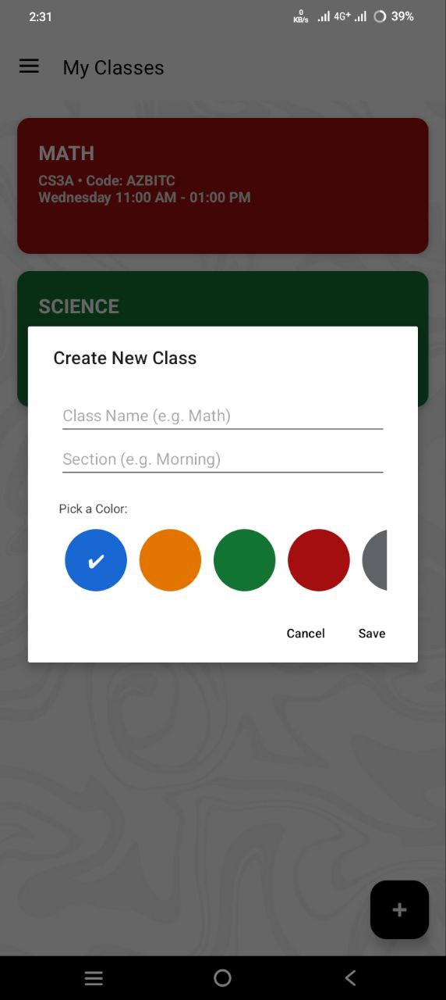 2:31
0
KB/s
4G+
39%
My Classes
MATH
CS3A • Code: AZBITC
Wednesday 11:00 AM - 01:00 PM
SCIENCE
Create New Class
Class Name (e.g. Math)
Section (e.g. Morning)
Pick a Color:
Cancel Save